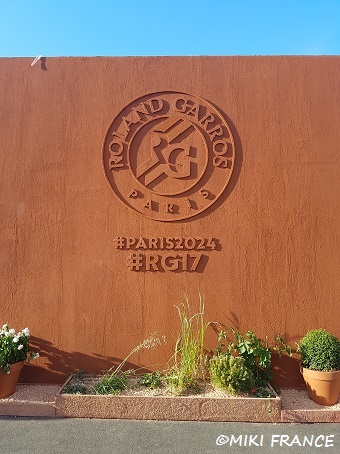 ROLAND GARROS
RG
PARIS
#PARIS2024
#RG17
©MIKI FRANCE